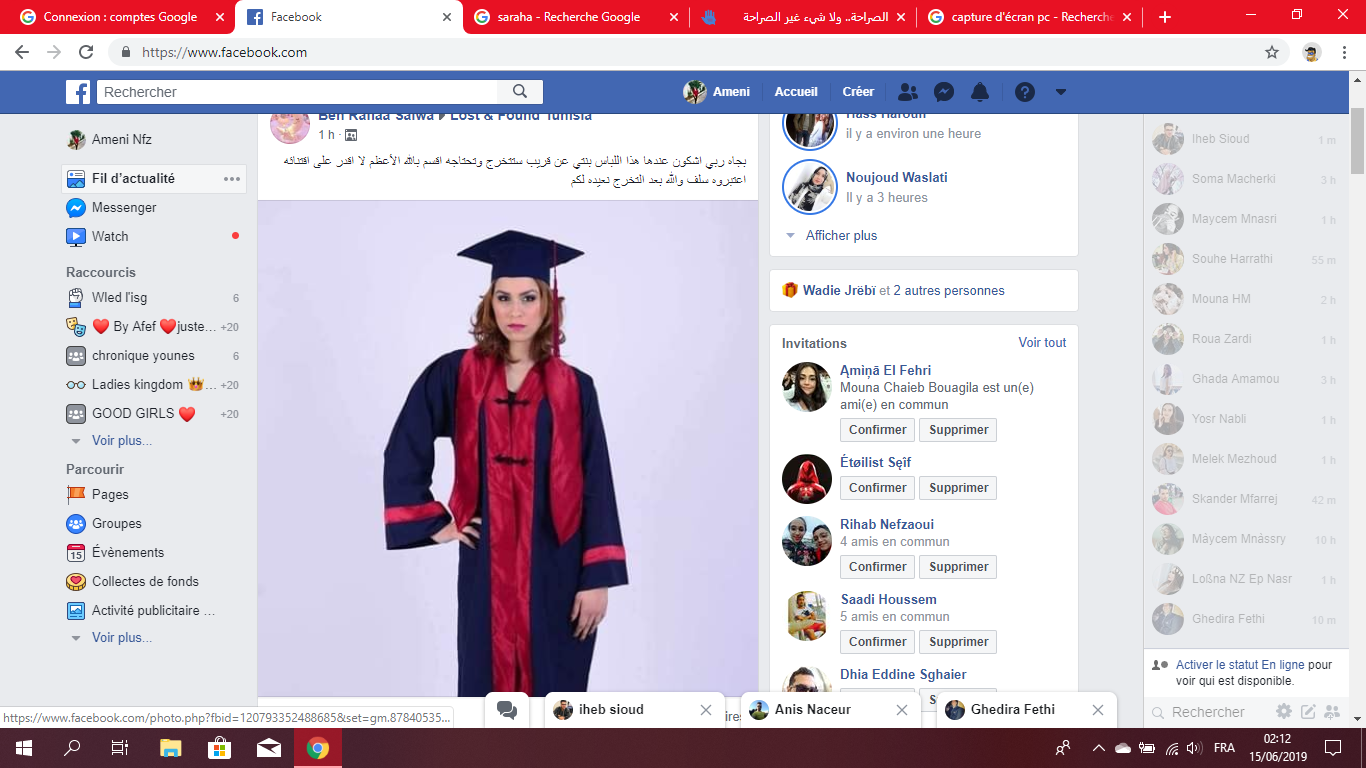 Connexion : comptes Google
Facebook
saraha - Recherche Google
الصراحة.. ولا شيء غير الصراحة
capture d'écran pc - Recherche
https://www.facebook.com
Rechercher
Ameni
Accueil
Créer
Ameni Nfz
Fil d'actualité
Messenger
Watch
Raccourcis
Wled l'isg 6
❤️ By Afef ❤️juste... +20
chronique younes 6
Ladies kingdom 👑... +20
GOOD GIRLS ❤️ +20
Voir plus...
Parcourir
Pages
Groupes
15 Évènements
Collectes de fonds
Activité publicitaire ...
Voir plus...
Ben Rahaa Salwa ▸ Lost & Found Tunisia
1 h ·
بجاه ربي اشكون عندها هذا اللباس بنتي عن قريب ستتخرج وتحتاجه اقسم بالله الأعظم لا اقدر على اقتنائه
اعتبروه سلف والله بعد التخرج نعيده لكم
il y a environ une heure
Noujoud Waslati
Il y a 3 heures
Afficher plus
Wadie Jrëbï et 2 autres personnes
Invitations Voir tout
Ąmiņā El Fehri
Mouna Chaieb Bouagila est un(e)
ami(e) en commun
Confirmer Supprimer
Étøilist Sęîf
Confirmer Supprimer
Rihab Nefzaoui
4 amis en commun
Confirmer Supprimer
Saadi Houssem
5 amis en commun
Confirmer Supprimer
Dhia Eddine Sghaier
Iheb Sioud 1 m
Soma Macherki 3 h
Maycem Mnasri 1 h
Souhe Harrathi 55 m
Mouna HM 2 h
Roua Zardi 1 h
Ghada Amamou 3 h
Yosr Nabli 1 h
Melek Mezhoud 1 h
Skander Mfarrej 42 m
Mâycem Mnâssry 10 h
Loßna NZ Ep Nasr 1 h
Ghedira Fethi 10 m
Activer le statut En ligne pour
voir qui est disponible.
Rechercher
iheb sioud
Anis Naceur
Ghedira Fethi
https://www.facebook.com/photo.php?fbid=120793352488685&set=gm.87840535...
FRA
02:12
15/06/2019